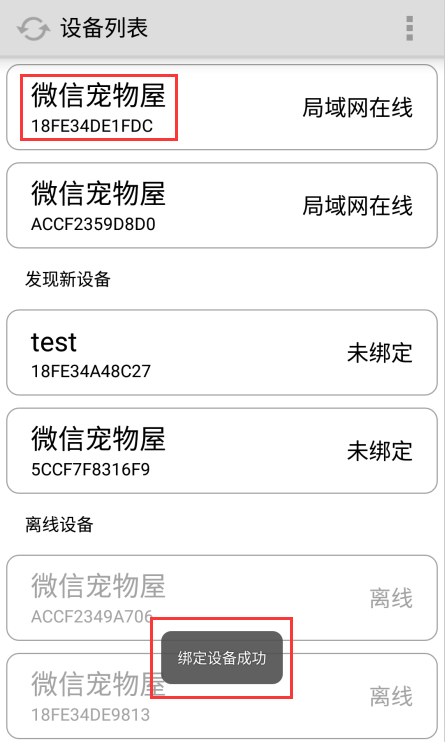 设备列表
微信宠物屋
18FE34DE1FDC
局域网在线
微信宠物屋
ACCF2359D8D0
局域网在线
发现新设备
test
18FE34A48C27
未绑定
微信宠物屋
5CCF7F8316F9
未绑定
离线设备
微信宠物屋
ACCF2349A706
离线
绑定设备成功
微信宠物屋
18FE34DE9813
离线